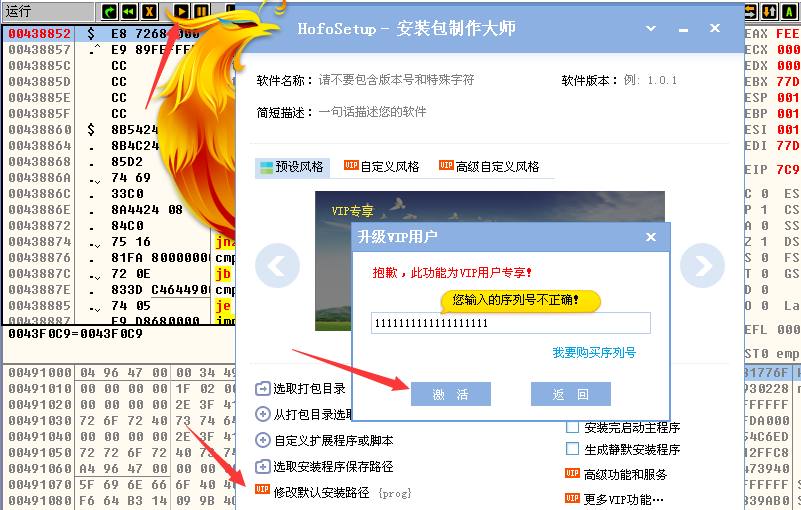 运行
HofoSetup - 安装包制作大师
00438852 $ E8 7268 000
00438857 .^ E9 89FEFFFF
0043885C CC
0043885D CC
0043885E CC
0043885F CC
00438860 $ 8B5424
00438864 . 8B4C24
00438868 . 85D2
0043886A .⌄ 74 69
0043886C . 33C0
0043886E . 8A4424 08
00438872 . 84C0
00438874 .⌄ 75 16 jnz
00438876 . 81FA 80000000 cmp
0043887C .⌄ 72 0E jb
0043887E . 833D C4644900 cmp
00438885 .⌄ 74 05 je
00438887 . E9 D8680000 jmp
0043F0C9=0043F0C9
00491000 04 96 47 00 00 34 49
00491010 00 00 00 00 1F 02 00
00491020 00 00 00 00 2E 3F 41
00491030 72 6F 72 40 73 74 64
00491040 00 00 00 00 2E 3F 41
00491050 72 6F 72 40 73 74
00491060 A4 96 47 00 00 00 00
00491070 5F 69 6E 66 6F 40 40
00491080 F6 64 B3 14 09 9B 40
软件名称： 请不要包含版本号和特殊字符
软件版本： 例: 1.0.1
简短描述： 一句话描述您的软件
预设风格
VIP 自定义风格
VIP 高级自定义风格
VIP专享
升级VIP用户
抱歉，此功能为VIP用户专享!
您输入的序列号不正确!
1111111111111111111
我要购买序列号
激 活
返 回
选取打包目录
从打包目录选取
自定义扩展程序或脚本
选取安装程序保存路径
VIP 修改默认安装路径 {prog}
安装完启动主程序
生成静默安装程序
VIP 高级功能和服务
VIP 更多VIP功能…
EAX FEE
ECX 000
EDX 000
EBX 77D
ESP 001
EBP 001
ESI 001
EDI 77D
EIP 7C9
C 0 ES
P 1 CS
A 0 SS
Z 1 DS
S 0 FS
T 0 GS
D 0
O 0 La
EFL 000
ST0 emp
01776F
930228
FFFFFF
FDA000
54C6ED
12FFC8
473940
FFFFFF
839AB0